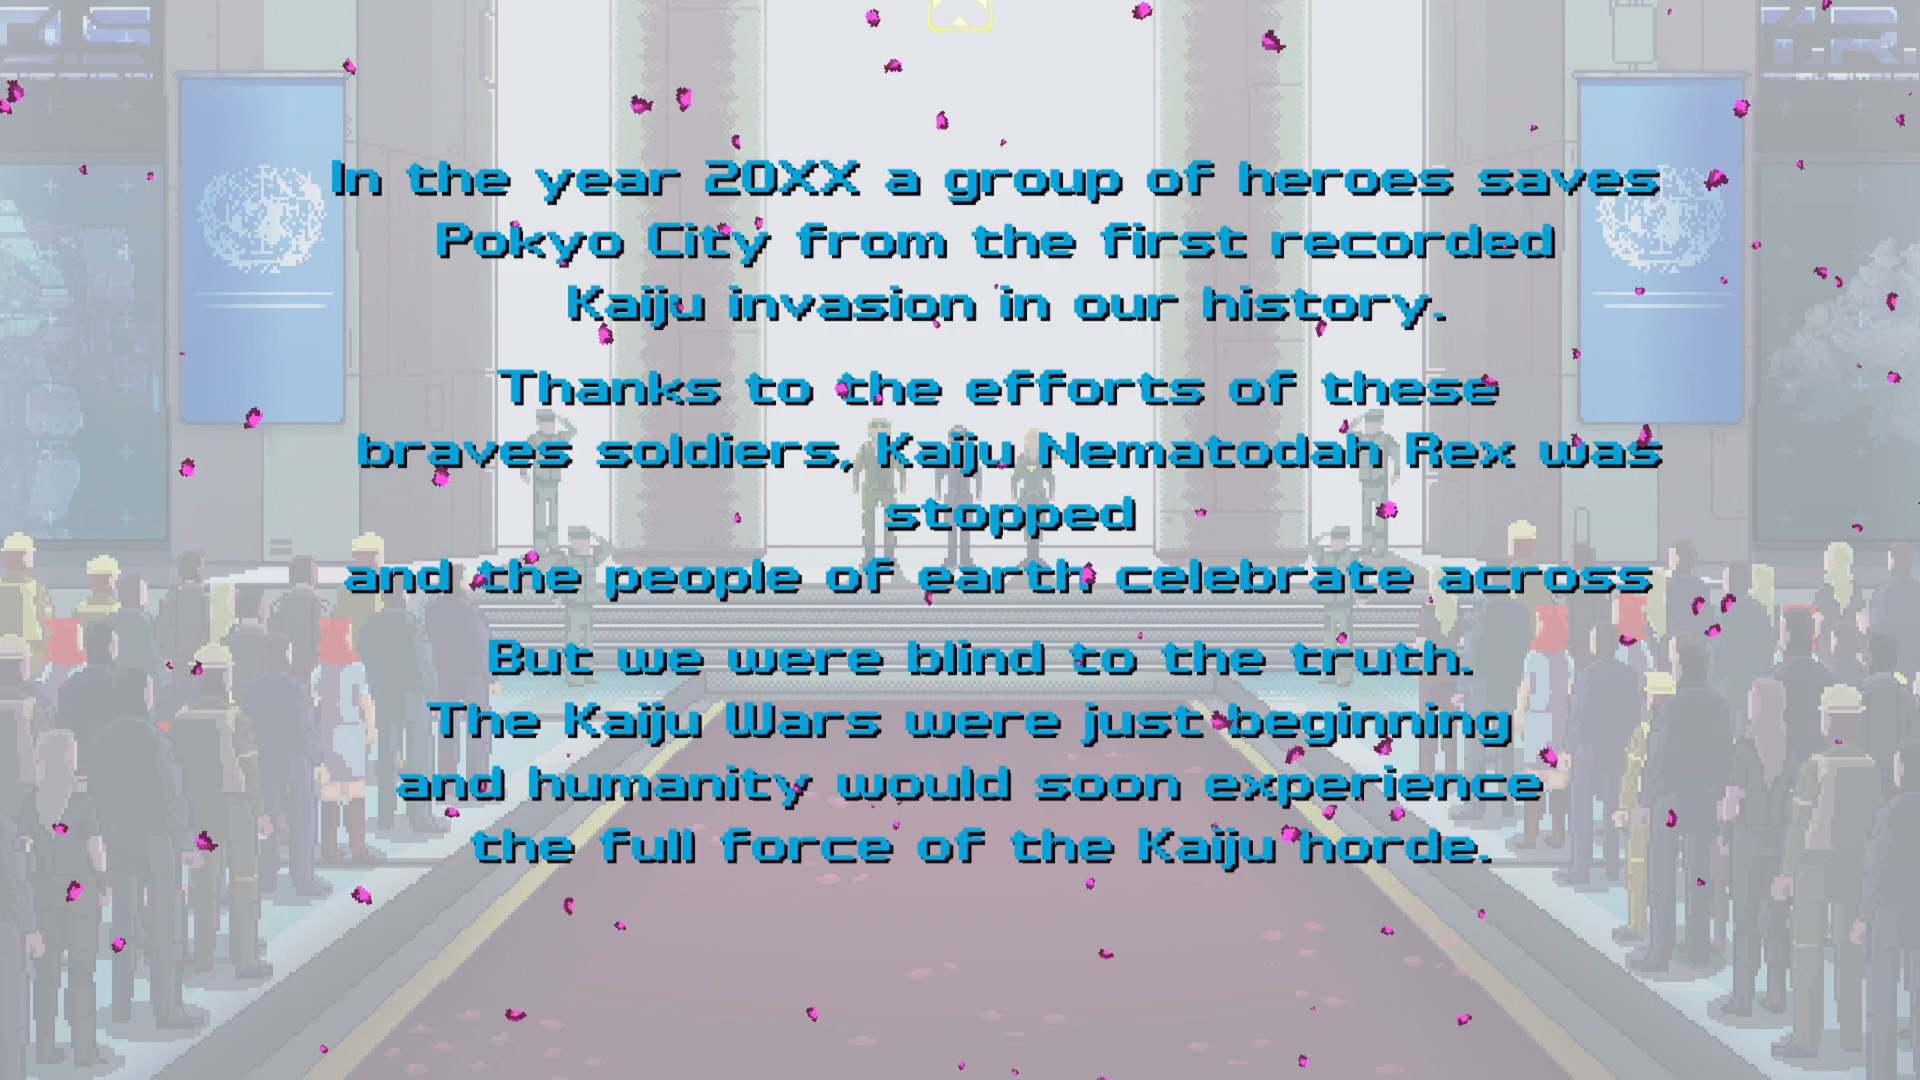 In the year 20XX a group of heroes saves
Pokyo City from the first recorded
Kaiju invasion in our history.
Thanks to the efforts of these
braves soldiers, Kaiju Nematodah Rex was
stopped
and the people of earth celebrate across
But we were blind to the truth.
The Kaiju Wars were just beginning
and humanity would soon experience
the full force of the Kaiju horde.